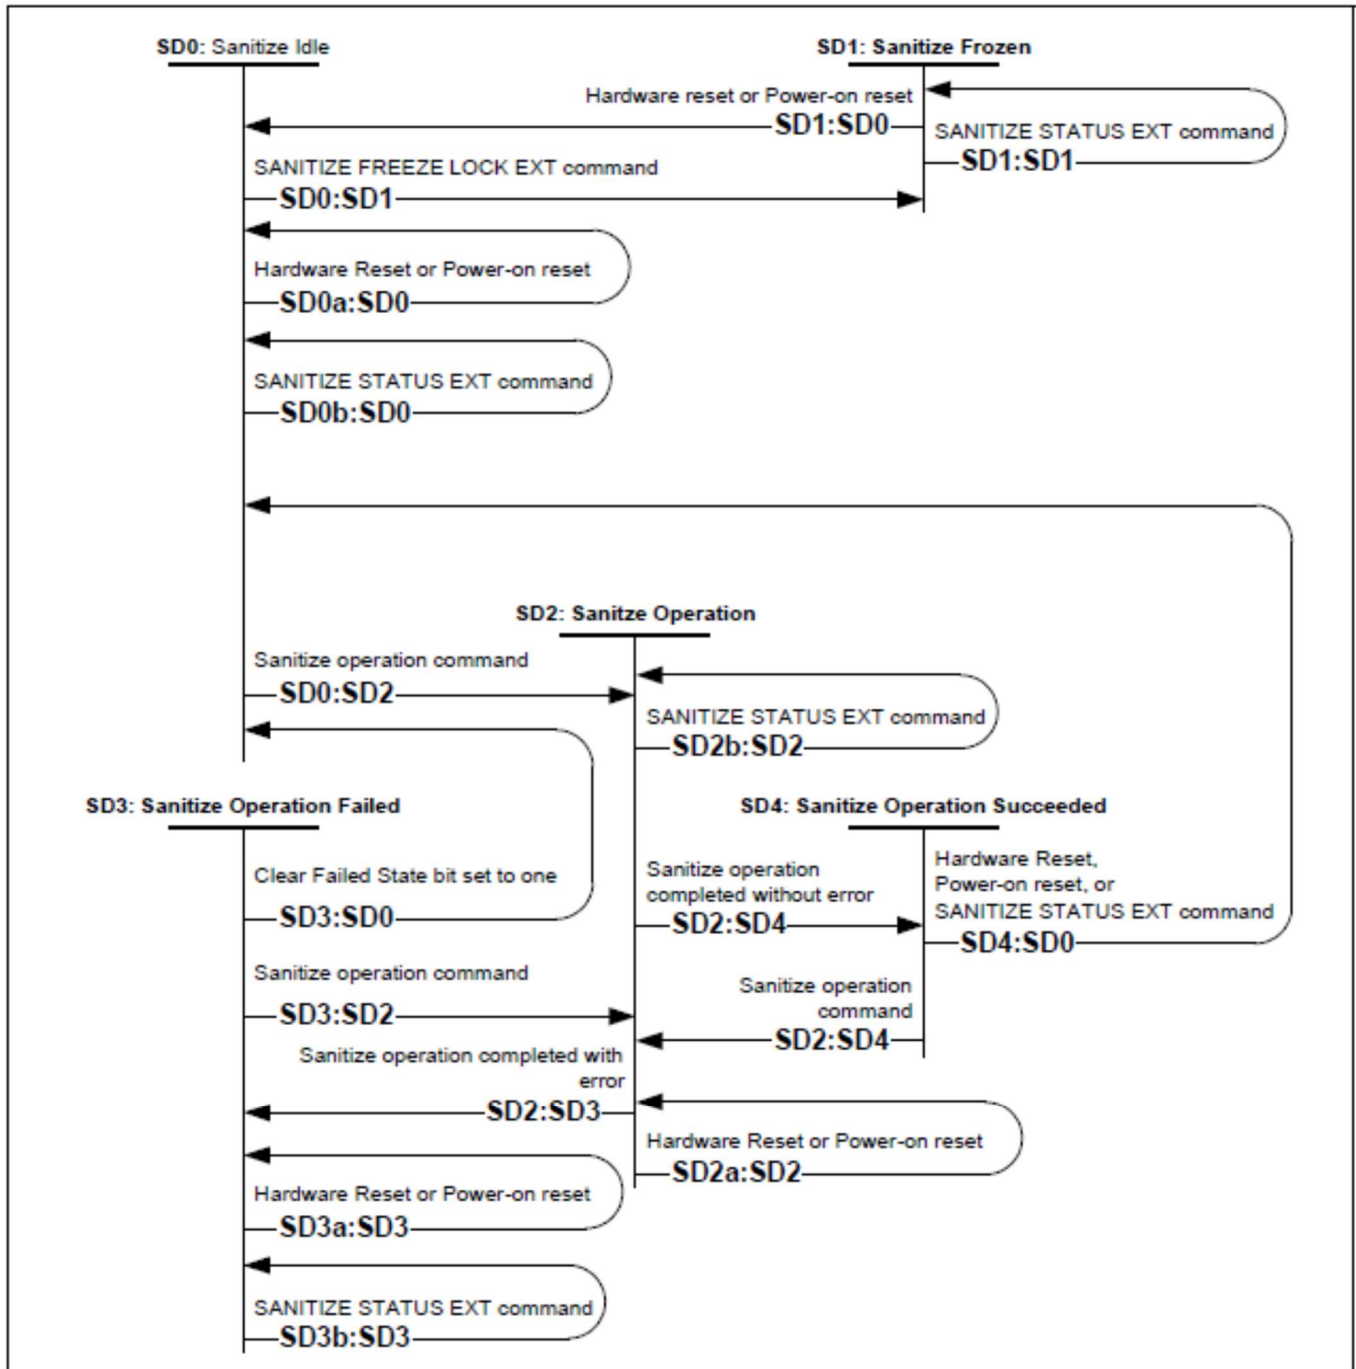 SD0: Sanitize Idle
SD1: Sanitize Frozen
Hardware reset or Power-on reset
SD1:SD0
SANITIZE STATUS EXT command
SD1:SD1
SANITIZE FREEZE LOCK EXT command
SD0:SD1
Hardware Reset or Power-on reset
SD0a:SD0
SANITIZE STATUS EXT command
SD0b:SD0
SD2: Sanitze Operation
Sanitize operation command
SD0:SD2
SANITIZE STATUS EXT command
SD2b:SD2
SD3: Sanitize Operation Failed
SD4: Sanitize Operation Succeeded
Clear Failed State bit set to one
SD3:SD0
Sanitize operation
completed without error
SD2:SD4
Hardware Reset,
Power-on reset, or
SANITIZE STATUS EXT command
SD4:SD0
Sanitize operation command
SD3:SD2
Sanitize operation
command
SD2:SD4
Sanitize operation completed with
error
SD2:SD3
Hardware Reset or Power-on reset
SD2a:SD2
Hardware Reset or Power-on reset
SD3a:SD3
SANITIZE STATUS EXT command
SD3b:SD3